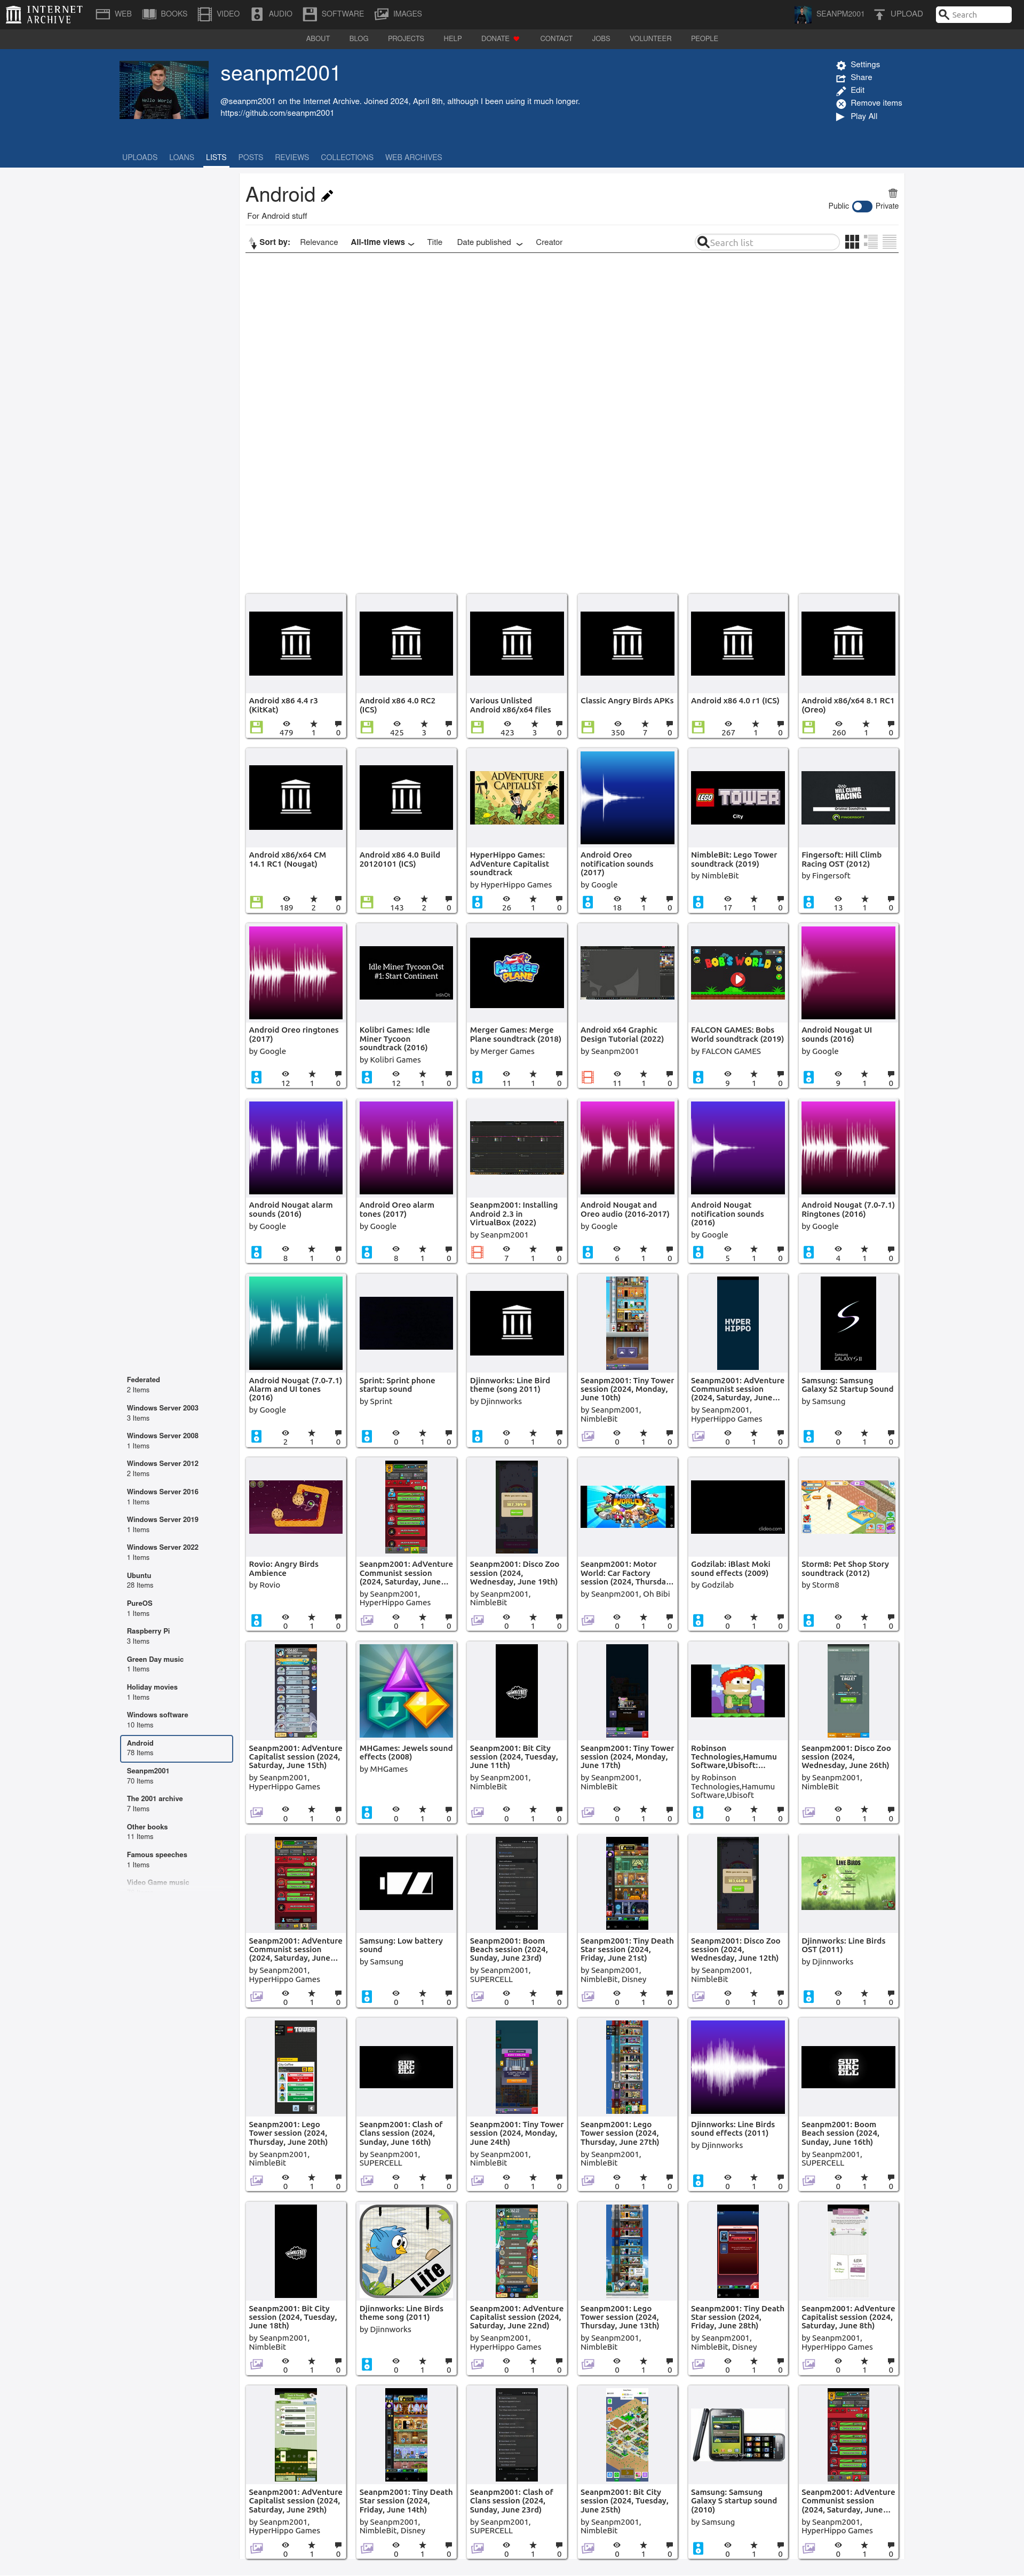 INTERNET ARCHIVE
WEB BOOKS VIDEO AUDIO SOFTWARE IMAGES SEANPM2001 UPLOAD Search
ABOUT BLOG PROJECTS HELP DONATE CONTACT JOBS VOLUNTEER PEOPLE
seanpm2001
@seanpm2001 on the Internet Archive. Joined 2024, April 8th, although I been using it much longer.
https://github.com/seanpm2001
Settings
Share
Edit
Remove items
Play All
UPLOADS LOANS LISTS POSTS REVIEWS COLLECTIONS WEB ARCHIVES
Android
For Android stuff
Public Private
Sort by: Relevance All-time views Title Date published Creator Search list
Android x86 4.4 r3 (KitKat)
479 1 0
Android x86 4.0 RC2 (ICS)
425 3 0
Various Unlisted Android x86/x64 files
423 3 0
Classic Angry Birds APKs
350 7 0
Android x86 4.0 r1 (ICS)
267 1 0
Android x86/x64 8.1 RC1 (Oreo)
260 1 0
Android x86/x64 CM 14.1 RC1 (Nougat)
189 2 0
Android x86 4.0 Build 20120101 (ICS)
143 2 0
ADVENTURE CAPITALI$T
HyperHippo Games: AdVenture Capitalist soundtrack
by HyperHippo Games
26 1 0
Android Oreo notification sounds (2017)
by Google
18 1 0
LEGO TOWER
City
NimbleBit: Lego Tower soundtrack (2019)
by NimbleBit
17 1 0
HILL CLIMB RACING
Original Soundtrack
FINGERSOFT
Fingersoft: Hill Climb Racing OST (2012)
by Fingersoft
13 1 0
Android Oreo ringtones (2017)
by Google
12 1 0
Idle Miner Tycoon Ost
#1: Start Continent
Kolibri Games: Idle Miner Tycoon soundtrack (2016)
by Kolibri Games
12 1 0
MERGE PLANE
Merger Games: Merge Plane soundtrack (2018)
by Merger Games
11 1 0
Android x64 Graphic Design Tutorial (2022)
by Seanpm2001
11 1 0
BOB'S WORLD
FALCON GAMES: Bobs World soundtrack (2019)
by FALCON GAMES
9 1 0
Android Nougat UI sounds (2016)
by Google
9 1 0
Android Nougat alarm sounds (2016)
by Google
8 1 0
Android Oreo alarm tones (2017)
by Google
8 1 0
Seanpm2001: Installing Android 2.3 in VirtualBox (2022)
by Seanpm2001
7 1 0
Android Nougat and Oreo audio (2016-2017)
by Google
6 1 0
Android Nougat notification sounds (2016)
by Google
5 1 0
Android Nougat (7.0-7.1) Ringtones (2016)
by Google
4 1 0
Android Nougat (7.0-7.1) Alarm and UI tones (2016)
by Google
2 1 0
Sprint: Sprint phone startup sound
by Sprint
0 1 0
Djinnworks: Line Bird theme (song 2011)
by Djinnworks
0 1 0
Seanpm2001: Tiny Tower session (2024, Monday, June 10th)
by Seanpm2001, NimbleBit
0 1 0
HYPER HIPPO
Seanpm2001: AdVenture Communist session (2024, Saturday, June...
by Seanpm2001, HyperHippo Games
0 1 0
Samsung GALAXY S II
Samsung: Samsung Galaxy S2 Startup Sound
by Samsung
0 1 0
Rovio: Angry Birds Ambience
by Rovio
0 1 0
Seanpm2001: AdVenture Communist session (2024, Saturday, June...
by Seanpm2001, HyperHippo Games
0 1 0
Seanpm2001: Disco Zoo session (2024, Wednesday, June 19th)
by Seanpm2001, NimbleBit
0 1 0
Seanpm2001: Motor World: Car Factory session (2024, Thursda...
by Seanpm2001, Oh Bibi
0 1 0
clideo.com
Godzilab: iBlast Moki sound effects (2009)
by Godzilab
0 1 0
Storm8: Pet Shop Story soundtrack (2012)
by Storm8
0 1 0
Seanpm2001: AdVenture Capitalist session (2024, Saturday, June 15th)
by Seanpm2001, HyperHippo Games
0 1 0
MHGames: Jewels sound effects (2008)
by MHGames
0 1 0
Seanpm2001: Bit City session (2024, Tuesday, June 11th)
by Seanpm2001, NimbleBit
0 1 0
Seanpm2001: Tiny Tower session (2024, Monday, June 17th)
by Seanpm2001, NimbleBit
0 1 0
Robinson Technologies,Hamumu Software,Ubisoft:...
by Robinson Technologies,Hamumu Software,Ubisoft
0 1 0
Seanpm2001: Disco Zoo session (2024, Wednesday, June 26th)
by Seanpm2001, NimbleBit
0 1 0
Seanpm2001: AdVenture Communist session (2024, Saturday, June...
by Seanpm2001, HyperHippo Games
0 1 0
Samsung: Low battery sound
by Samsung
0 1 0
Seanpm2001: Boom Beach session (2024, Sunday, June 23rd)
by Seanpm2001, SUPERCELL
0 1 0
Seanpm2001: Tiny Death Star session (2024, Friday, June 21st)
by Seanpm2001, NimbleBit, Disney
0 1 0
Seanpm2001: Disco Zoo session (2024, Wednesday, June 12th)
by Seanpm2001, NimbleBit
0 1 0
LINE BIRDS
Djinnworks: Line Birds OST (2011)
by Djinnworks
0 1 0
LEGO TOWER
Seanpm2001: Lego Tower session (2024, Thursday, June 20th)
by Seanpm2001, NimbleBit
0 1 0
SUPERCELL
Seanpm2001: Clash of Clans session (2024, Sunday, June 16th)
by Seanpm2001, SUPERCELL
0 1 0
Seanpm2001: Tiny Tower session (2024, Monday, June 24th)
by Seanpm2001, NimbleBit
0 1 0
Seanpm2001: Lego Tower session (2024, Thursday, June 27th)
by Seanpm2001, NimbleBit
0 1 0
Djinnworks: Line Birds sound effects (2011)
by Djinnworks
0 1 0
SUPERCELL
Seanpm2001: Boom Beach session (2024, Sunday, June 16th)
by Seanpm2001, SUPERCELL
0 1 0
Seanpm2001: Bit City session (2024, Tuesday, June 18th)
by Seanpm2001, NimbleBit
0 1 0
Lite
Djinnworks: Line Birds theme song (2011)
by Djinnworks
0 1 0
Seanpm2001: AdVenture Capitalist session (2024, Saturday, June 22nd)
by Seanpm2001, HyperHippo Games
0 1 0
Seanpm2001: Lego Tower session (2024, Thursday, June 13th)
by Seanpm2001, NimbleBit
0 1 0
Seanpm2001: Tiny Death Star session (2024, Friday, June 28th)
by Seanpm2001, NimbleBit, Disney
0 1 0
Seanpm2001: AdVenture Capitalist session (2024, Saturday, June 8th)
by Seanpm2001, HyperHippo Games
0 1 0
Seanpm2001: AdVenture Capitalist session (2024, Saturday, June 29th)
by Seanpm2001, HyperHippo Games
0 1 0
Seanpm2001: Tiny Death Star session (2024, Friday, June 14th)
by Seanpm2001, NimbleBit, Disney
0 1 0
Seanpm2001: Clash of Clans session (2024, Sunday, June 23rd)
by Seanpm2001, SUPERCELL
0 1 0
Seanpm2001: Bit City session (2024, Tuesday, June 25th)
by Seanpm2001, NimbleBit
0 1 0
Samsung: Samsung Galaxy S startup sound (2010)
by Samsung
0 1 0
Seanpm2001: AdVenture Communist session (2024, Saturday, June...
by Seanpm2001, HyperHippo Games
0 1 0
Federated
2 Items
Windows Server 2003
3 Items
Windows Server 2008
1 Items
Windows Server 2012
2 Items
Windows Server 2016
1 Items
Windows Server 2019
1 Items
Windows Server 2022
1 Items
Ubuntu
28 Items
PureOS
1 Items
Raspberry Pi
3 Items
Green Day music
1 Items
Holiday movies
1 Items
Windows software
10 Items
Android
78 Items
Seanpm2001
70 Items
The 2001 archive
7 Items
Other books
11 Items
Famous speeches
1 Items
Video Game music